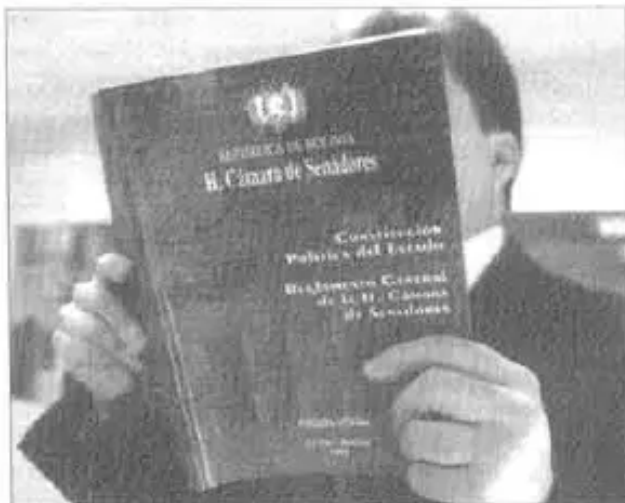 REPUBLICA DE BOLIVIA
H. Cámara de Senadores
Constitución
Política del Estado
Reglamento General
de la H. Cámara
de Senadores